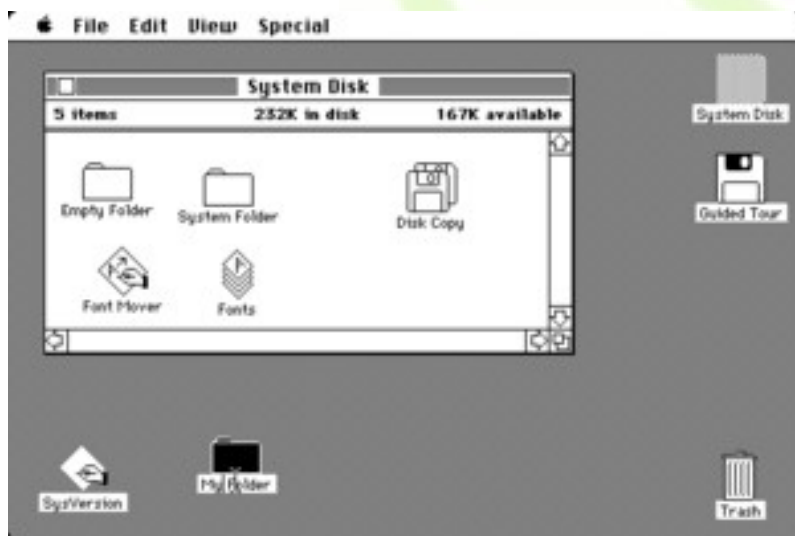 File Edit View Special
System Disk
5 items 232K in disk 167K available
Empty Folder System Folder Disk Copy
Font Mover Fonts
System Disk
Guided Tour
SysVersion My Folder Trash